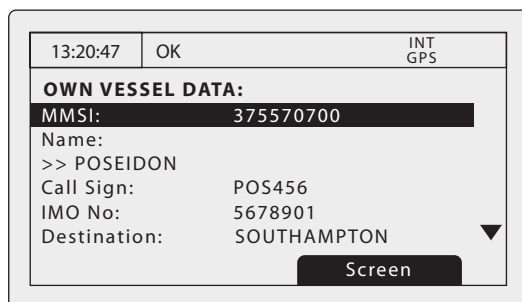 13:20:47 OK INT
GPS
OWN VESSEL DATA:
MMSI: 375570700
Name:
>> POSEIDON
Call Sign: POS456
IMO No: 5678901
Destination: SOUTHAMPTON
Screen